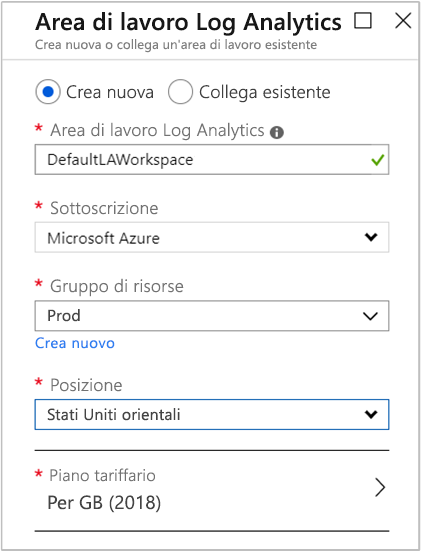 Area di lavoro Log Analytics
Crea nuova o collega un'area di lavoro esistente
Crea nuova Collega esistente
* Area di lavoro Log Analytics
DefaultLAWorkspace
* Sottoscrizione
Microsoft Azure
* Gruppo di risorse
Prod
Crea nuovo
* Posizione
Stati Uniti orientali
* Piano tariffario
Per GB (2018)